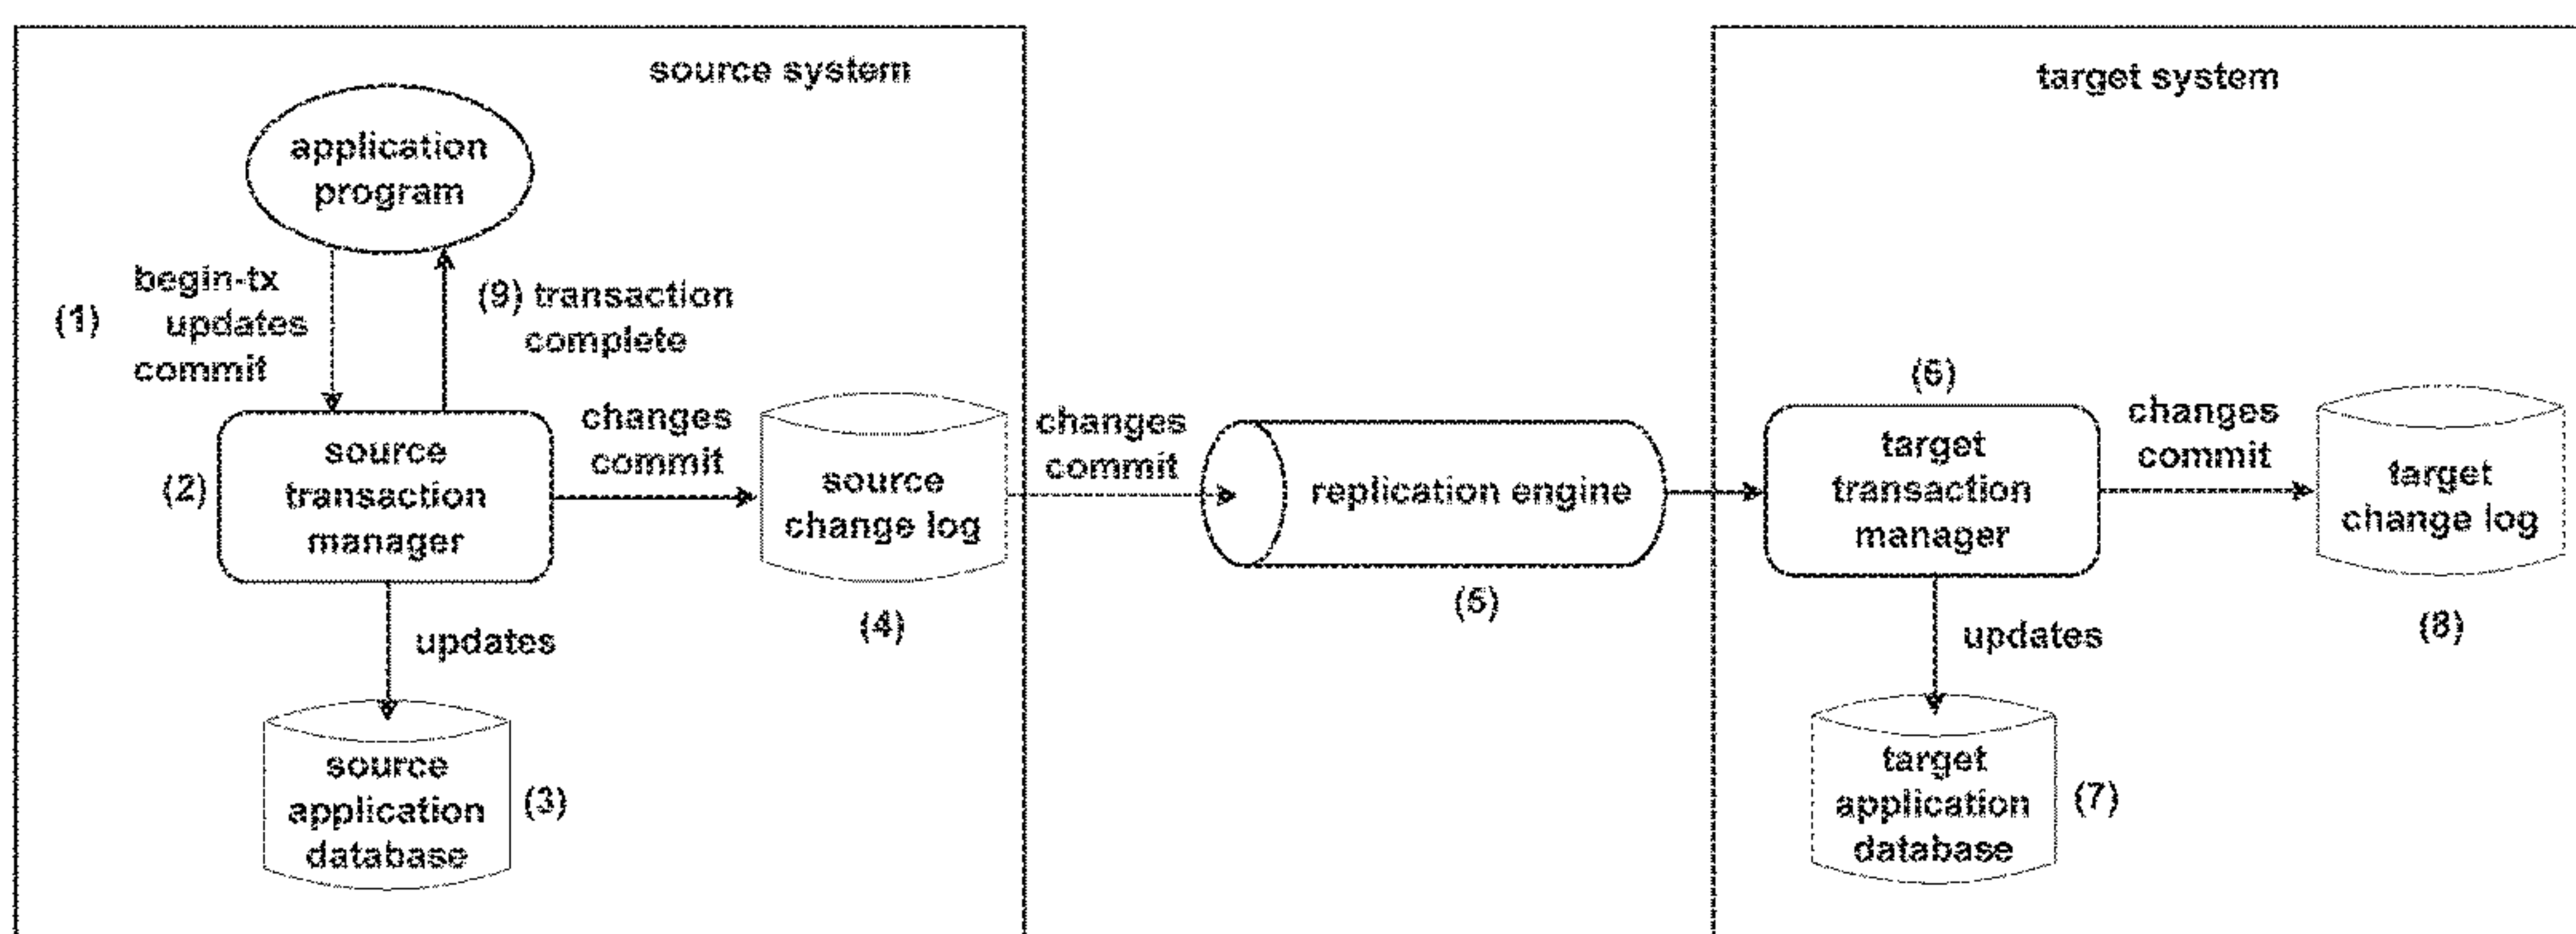 source system
application
program
(1)
begin-tx
updates
commit
(9) transaction
complete
(2)
source
transaction
manager
changes
commit
source
change log
(4)
updates
source
application
database
(3)
changes
commit
replication engine
(5)
target system
(6)
target
transaction
manager
changes
commit
target
change log
(8)
updates
target
application
database
(7)